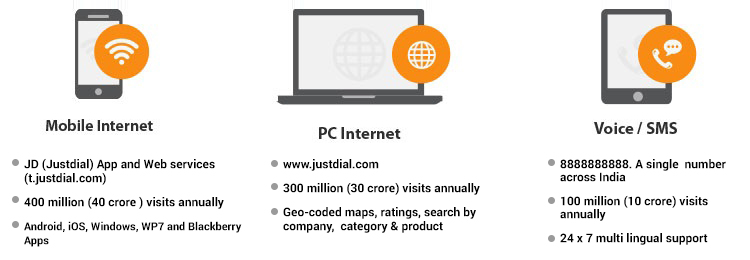 Mobile Internet
JD (Justdial) App and Web services
(t.justdial.com)
400 million (40 crore ) visits annually
Android, iOS, Windows, WP7 and Blackberry
Apps
PC Internet
www.justdial.com
300 million (30 crore) visits annually
Geo-coded maps, ratings, search by
company, category & product
Voice / SMS
8888888888. A single number
across India
100 million (10 crore) visits
annually
24 x 7 multi lingual support